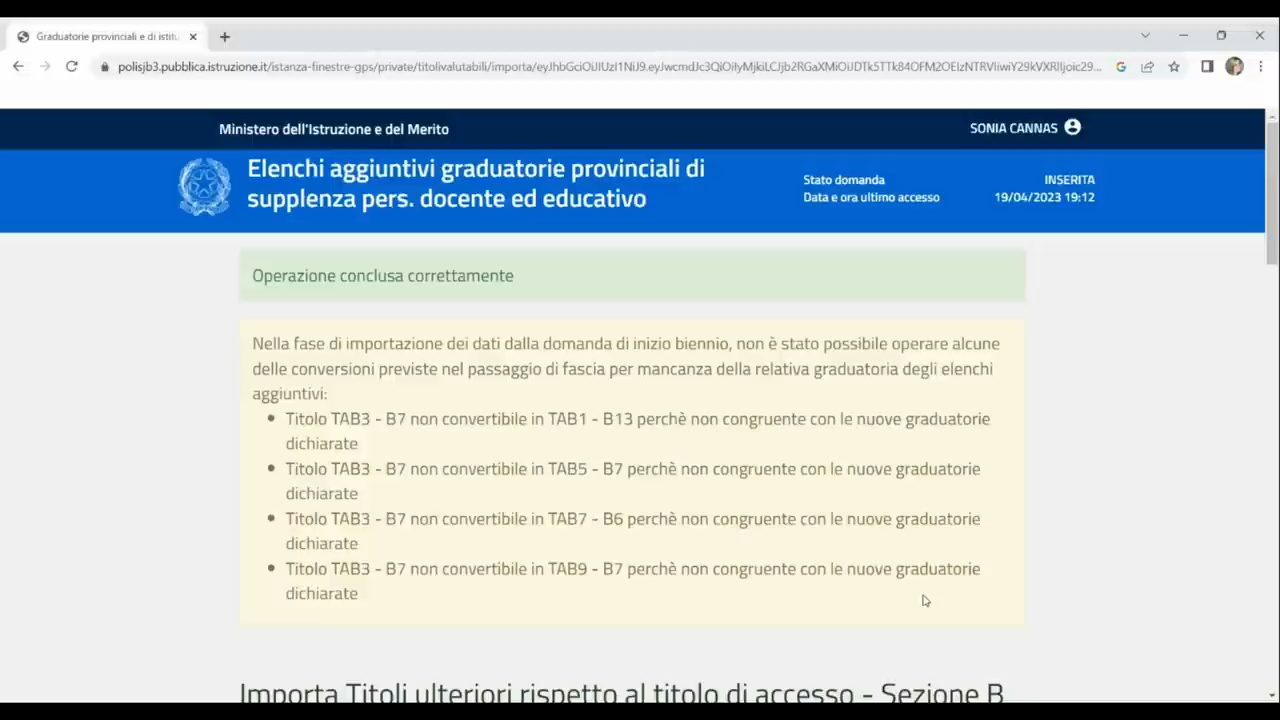 Graduatorie provinciali e di istitu
polisjb3.pubblica.istruzione.it/istanza-finestre-gps/private/titolivalutabili/importa/
Ministero dell'Istruzione e del Merito
SONIA CANNAS
Elenchi aggiuntivi graduatorie provinciali di
supplenza pers. docente ed educativo
Stato domanda
INSERITA
Data e ora ultimo accesso
19/04/2023 19:12
Operazione conclusa correttamente
Nella fase di importazione dei dati dalla domanda di inizio biennio, non è stato possibile operare alcune
delle conversioni previste nel passaggio di fascia per mancanza della relativa graduatoria degli elenchi
aggiuntivi:
• Titolo TAB3 - B7 non convertibile in TAB1 - B13 perchè non congruente con le nuove graduatorie
dichiarate
• Titolo TAB3 - B7 non convertibile in TAB5 - B7 perchè non congruente con le nuove graduatorie
dichiarate
• Titolo TAB3 - B7 non convertibile in TAB7 - B6 perchè non congruente con le nuove graduatorie
dichiarate
• Titolo TAB3 - B7 non convertibile in TAB9 - B7 perchè non congruente con le nuove graduatorie
dichiarate
Importa Titoli ulteriori rispetto al titolo di accesso - Sezione B